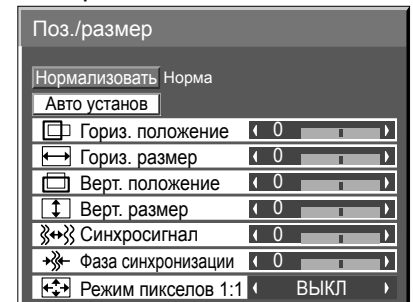 Поз./размер
Нормализовать Норма
Авто установ
Гориз. положение 0
Гориз. размер 0
Верт. положение 0
Верт. размер 0
Синхросигнал 0
Фаза синхронизации 0
Режим пикселов 1:1 ВЫКЛ